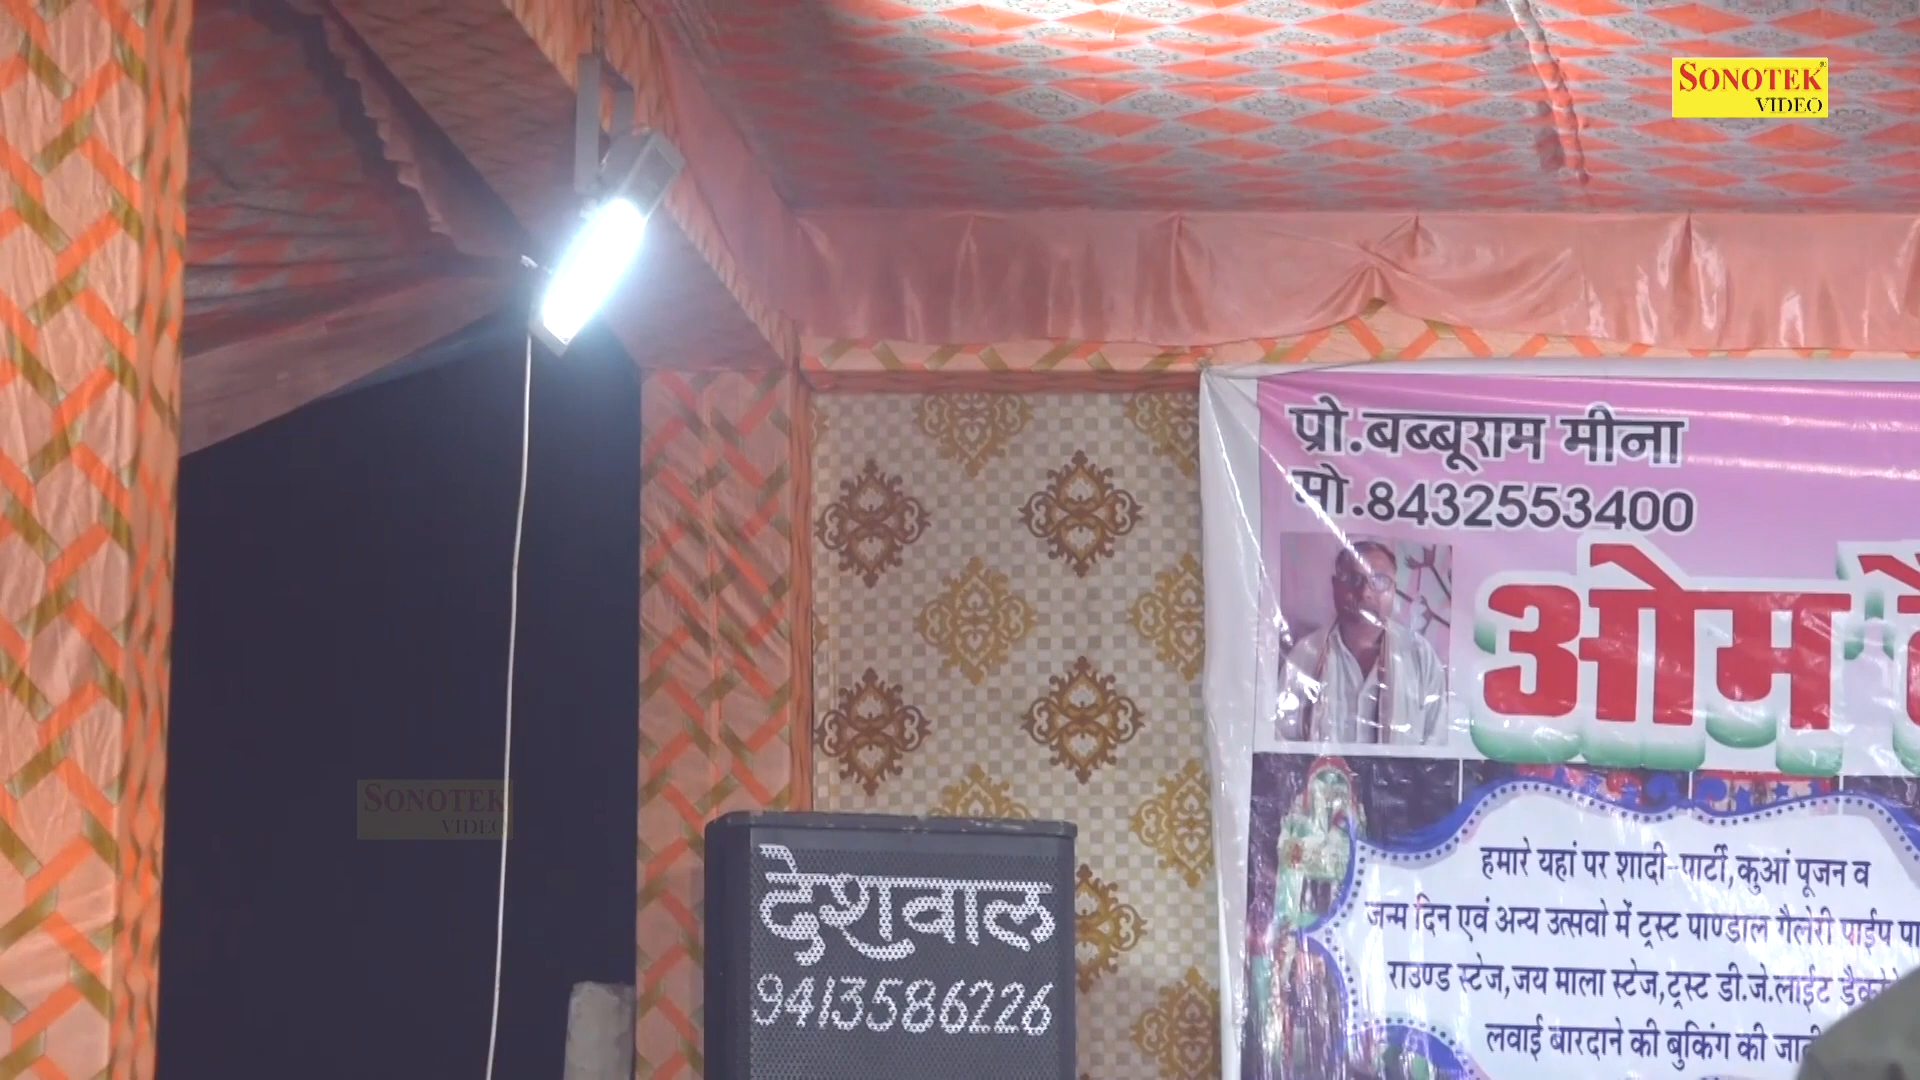 SONOTEK
VIDEO
प्रो.बब्बूराम मीना
मो.8432553400
ओम
SONOTEK
VIDEO
देशवाल
9413586226
हमारे यहां पर शादी-पार्टी,कुआं पूजन व
जन्म दिन एवं अन्य उत्सवो में ट्रस्ट पाण्डाल गैलेरी पाईप
राउण्ड स्टेज,जय माला स्टेज,ट्रस्ट डी.जे.लाईट
लवाई बारदाने की बुकिंग की